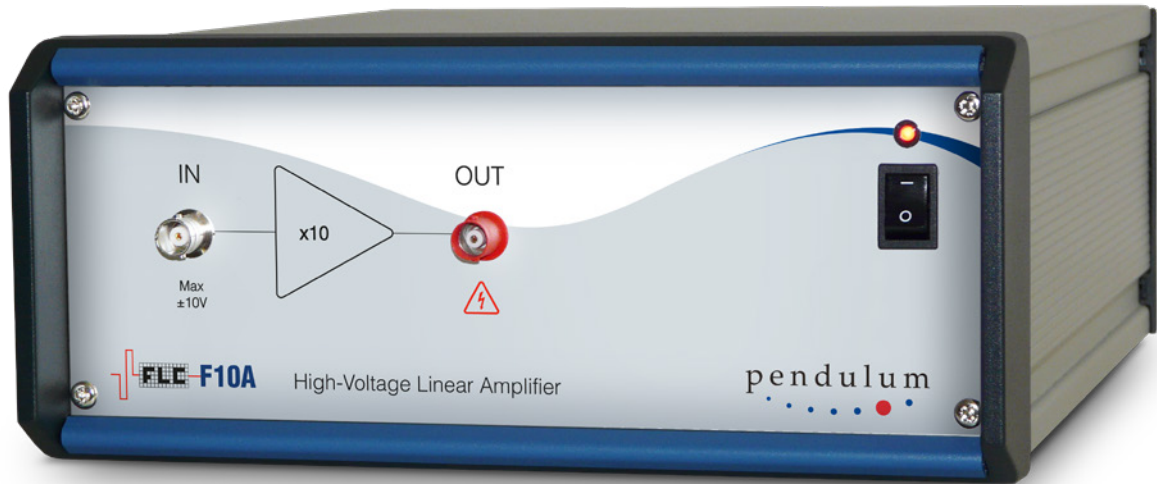 IN
OUT
x10
Max
±10V
FLC F10A
High-Voltage Linear Amplifier
pendulum